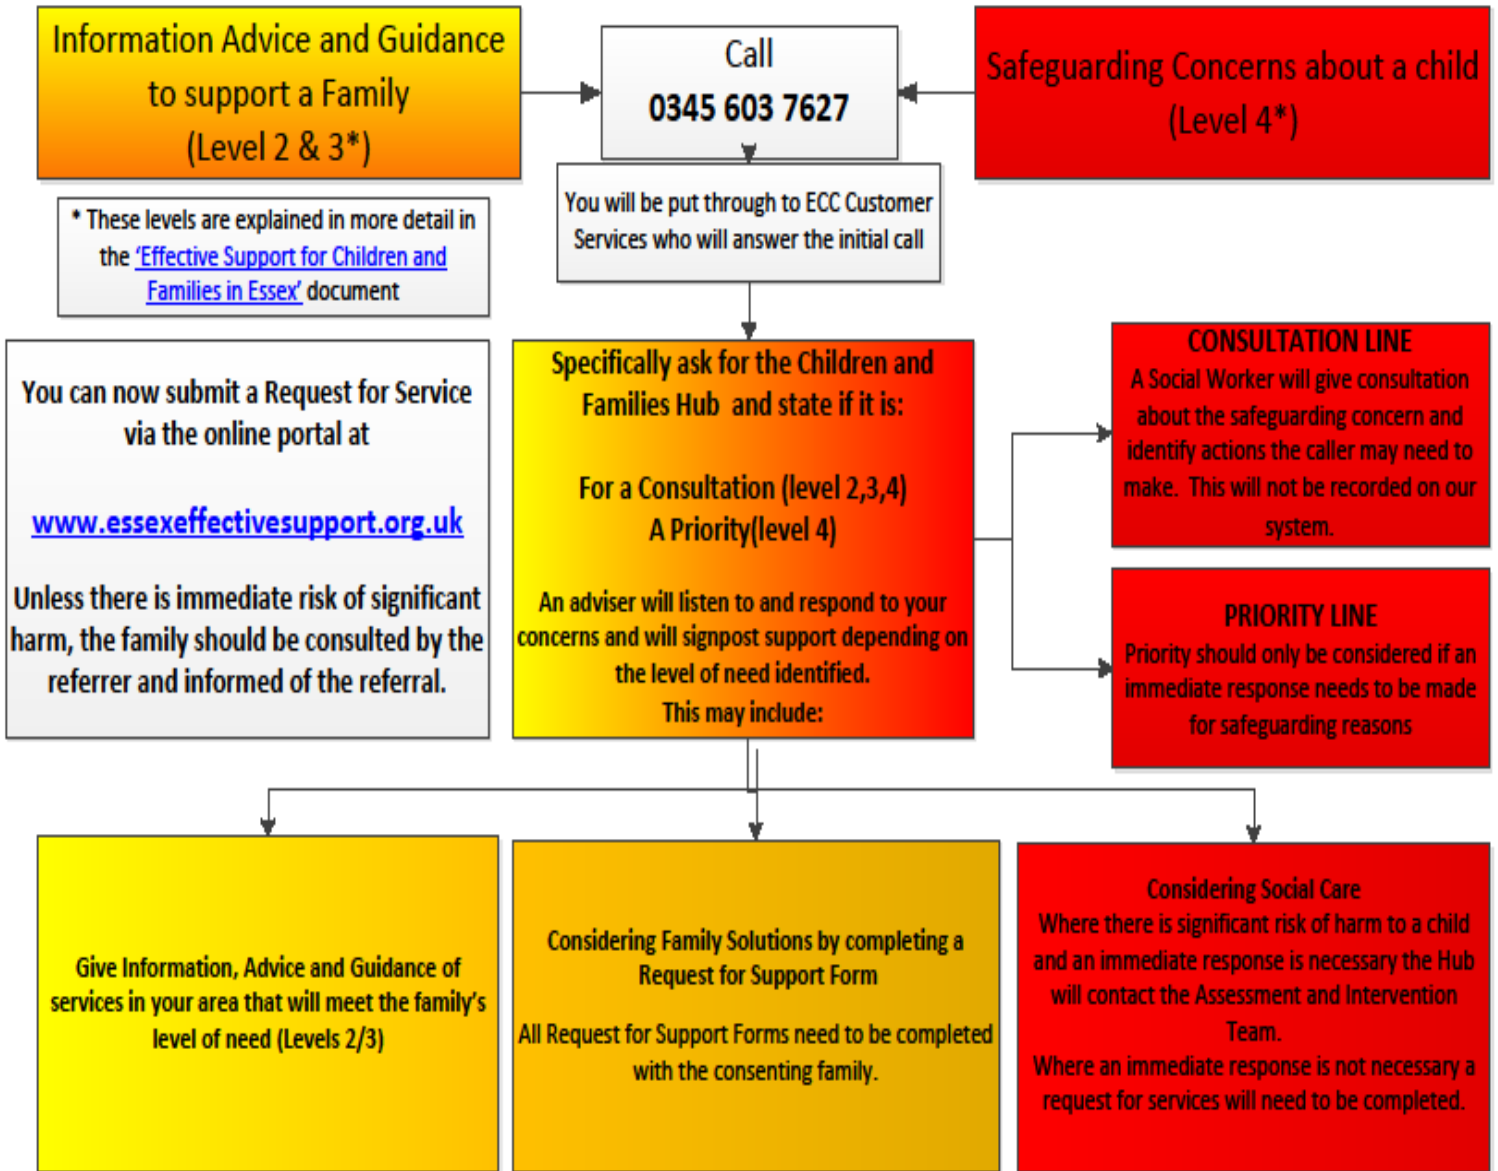 Information Advice and Guidance
to support a Family
(Level 2 & 3*)
Call
0345 603 7627
Safeguarding Concerns about a child
(Level 4*)
* These levels are explained in more detail in
the 'Effective Support for Children and
Families in Essex' document
You will be put through to ECC Customer
Services who will answer the initial call
You can now submit a Request for Service
via the online portal at
www.essexeffectivesupport.org.uk
Unless there is immediate risk of significant
harm, the family should be consulted by the
referrer and informed of the referral.
Specifically ask for the Children and
Families Hub and state if it is:
For a Consultation (level 2,3,4)
A Priority(level 4)
An adviser will listen to and respond to your
concerns and will signpost support depending on
the level of need identified.
This may include:
CONSULTATION LINE
A Social Worker will give consultation
about the safeguarding concern and
identify actions the caller may need to
make. This will not be recorded on our
system.
PRIORITY LINE
Priority should only be considered if an
immediate response needs to be made
for safeguarding reasons
Give Information, Advice and Guidance of
services in your area that will meet the family's
level of need (Levels 2/3)
Considering Family Solutions by completing a
Request for Support Form
All Request for Support Forms need to be completed
with the consenting family.
Considering Social Care
Where there is significant risk of harm to a child
and an immediate response is necessary the Hub
will contact the Assessment and Intervention
Team.
Where an immediate response is not necessary a
request for services will need to be completed.